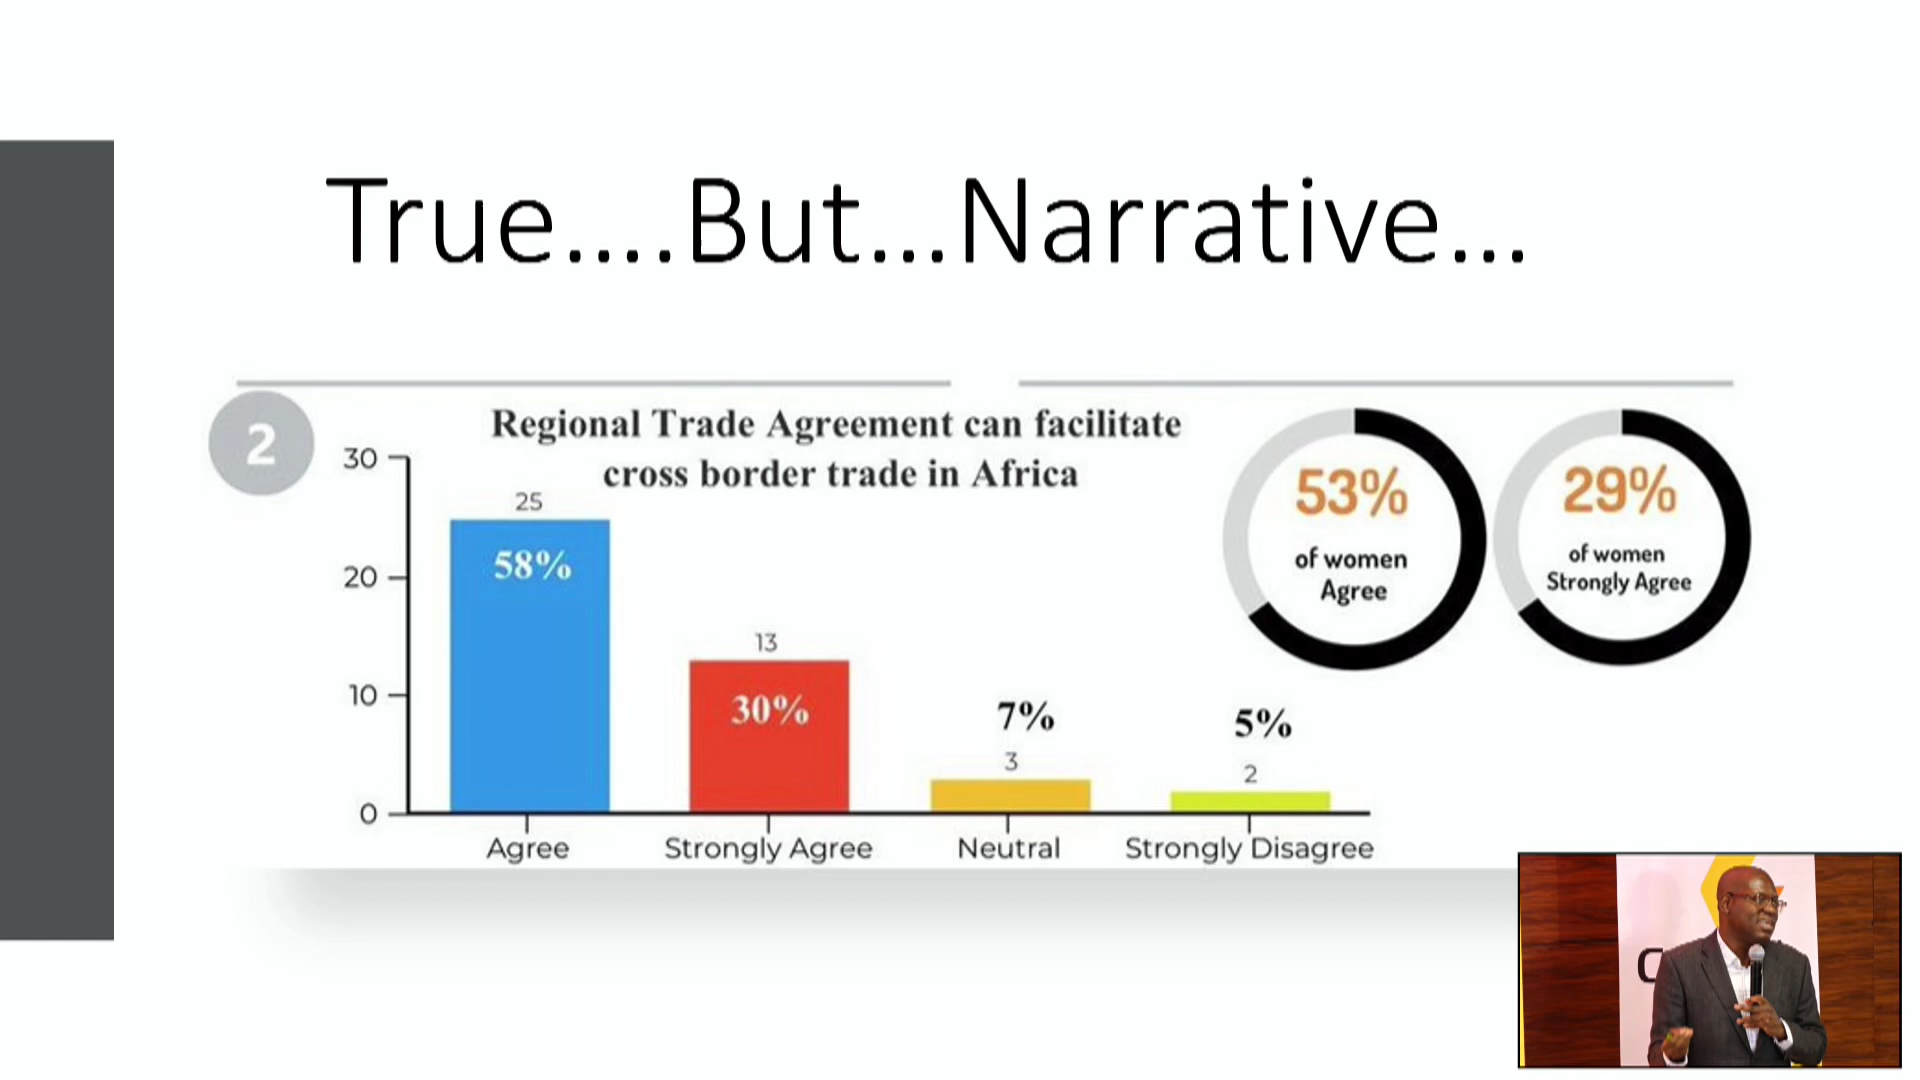 True....But...Narrative...
2
Regional Trade Agreement can facilitate
cross border trade in Africa
30
20
10
0
25
58%
13
30%
7%
3
5%
2
Agree
Strongly Agree
Neutral
Strongly Disagree
53%
of women
Agree
29%
of women
Strongly Agree